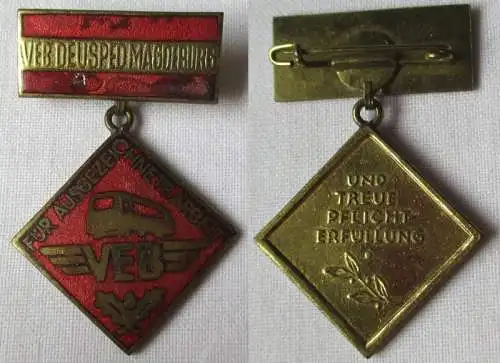 VEB DEUSPED MAGDEBURG
FÜR AUSGEZEICHNETE ARBEIT
VEB
UND
TREUE
PFLICHT-
ERFÜLLUNG